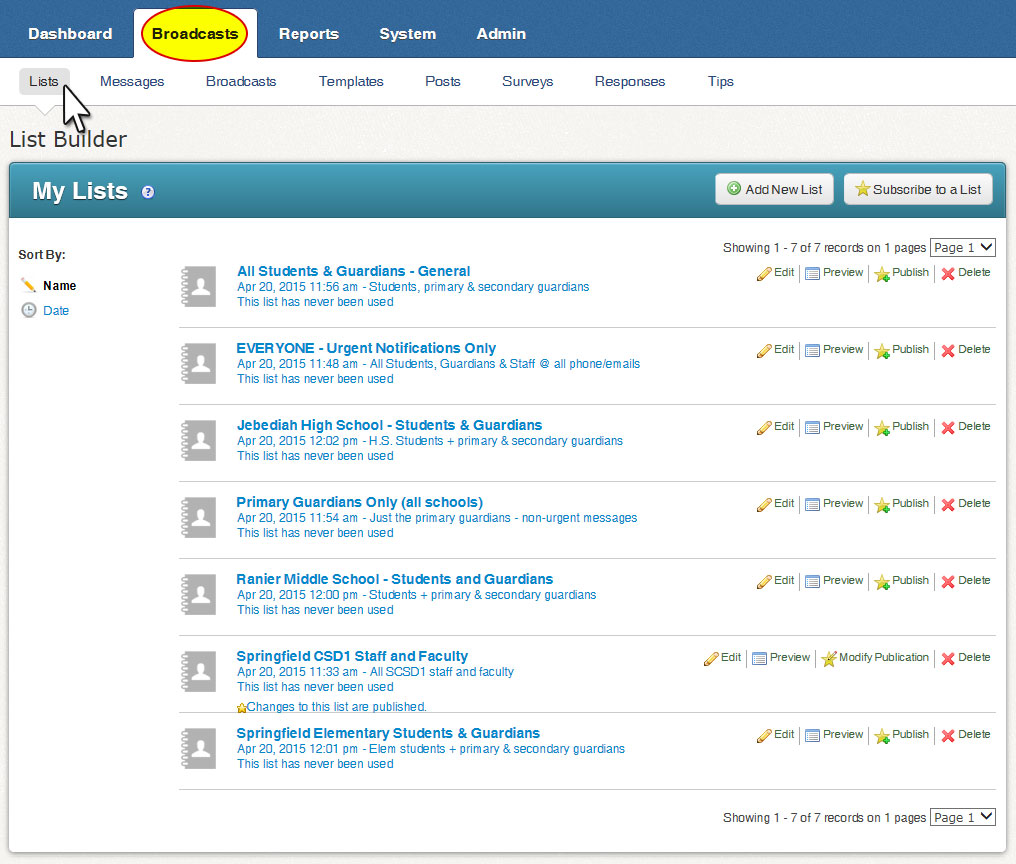 Dashboard Broadcasts Reports System Admin
Lists Messages Broadcasts Templates Posts Surveys Responses Tips
List Builder
My Lists ? Add New List Subscribe to a List
Showing 1 - 7 of 7 records on 1 pages Page 1
Sort By:
Name
Date
All Students & Guardians - General Edit Preview Publish Delete
Apr 20, 2015 11:56 am - Students, primary & secondary guardians
This list has never been used
EVERYONE - Urgent Notifications Only Edit Preview Publish Delete
Apr 20, 2015 11:48 am - All Students, Guardians & Staff @ all phone/emails
This list has never been used
Jebediah High School - Students & Guardians Edit Preview Publish Delete
Apr 20, 2015 12:02 pm - H.S. Students + primary & secondary guardians
This list has never been used
Primary Guardians Only (all schools) Edit Preview Publish Delete
Apr 20, 2015 11:54 am - Just the primary guardians - non-urgent messages
This list has never been used
Ranier Middle School - Students and Guardians Edit Preview Publish Delete
Apr 20, 2015 12:00 pm - Students + primary & secondary guardians
This list has never been used
Springfield CSD1 Staff and Faculty Edit Preview Modify Publication Delete
Apr 20, 2015 11:33 am - All SCSD1 staff and faculty
This list has never been used
Changes to this list are published.
Springfield Elementary Students & Guardians Edit Preview Publish Delete
Apr 20, 2015 12:01 pm - Elem students + primary & secondary guardians
This list has never been used
Showing 1 - 7 of 7 records on 1 pages Page 1